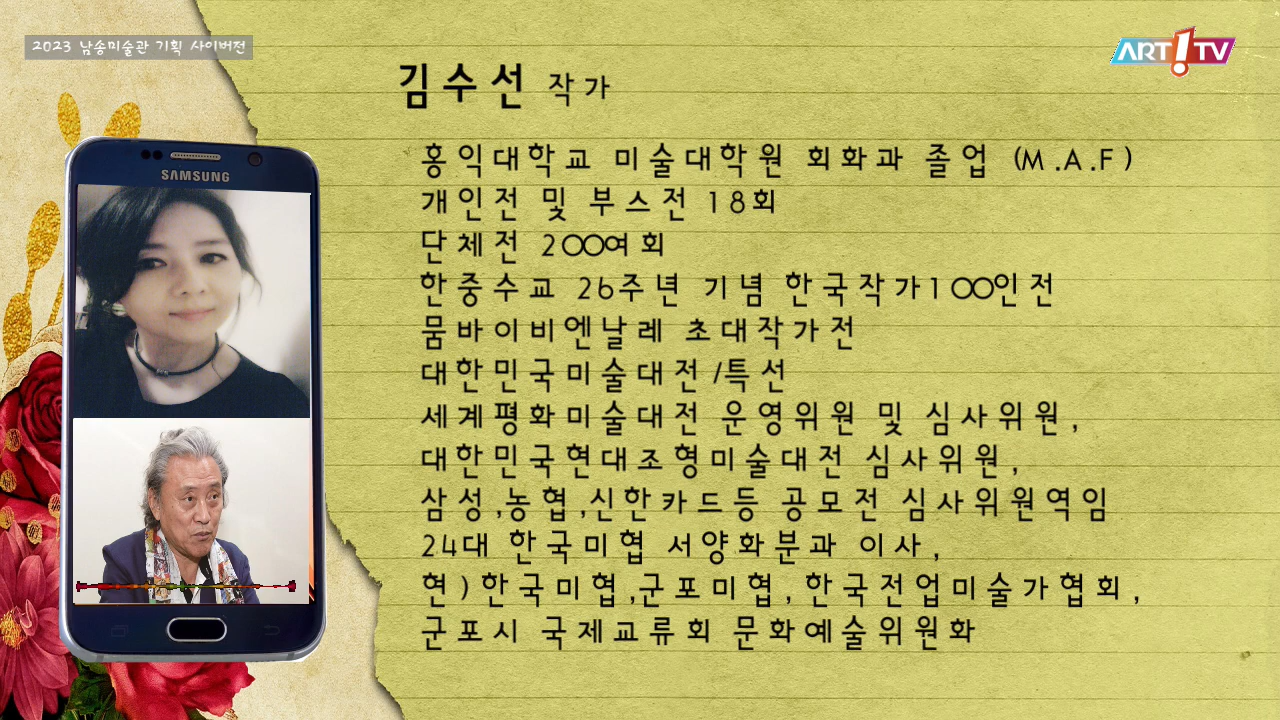 2023 남송미술관 기획 사이버전
ART!TV
김수선 작가
홍익대학교 미술대학원 회화과 졸업 (M.A.F)
개인전 및 부스전 18회
단체전 200여회
한중수교 26주년 기념 한국작가100인전
뭄바이비엔날레 초대작가전
대한민국미술대전/특선
세계평화미술대전 운영위원 및 심사위원,
대한민국현대조형미술대전 심사위원,
삼성,농협,신한카드등 공모전 심사위원역임
24대 한국미협 서양화분과 이사,
현)한국미협,군포미협, 한국전업미술가협회,
군포시 국제교류회 문화예술위원화
SAMSUNG